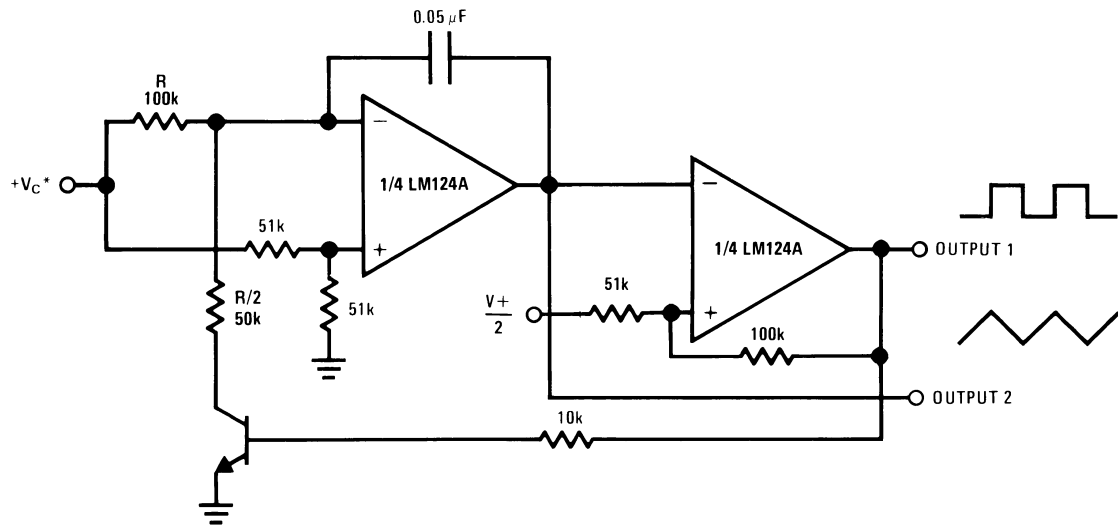 0.05 μF
R
100k
+VC*
51k
51k
R/2
50k
−
+
1/4 LM124A
−
+
1/4 LM124A
V+
2
51k
100k
10k
OUTPUT 1
OUTPUT 2